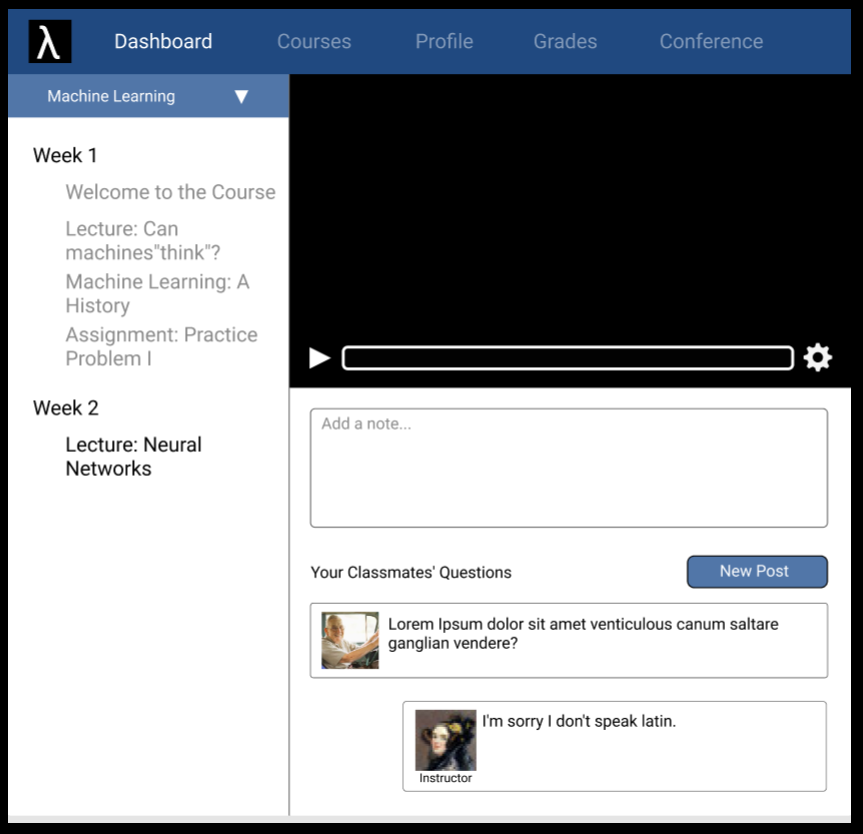 λ
Dashboard
Courses
Profile
Grades
Conference
Machine Learning
Week 1
Welcome to the Course
Lecture: Can
machines"think"?
Machine Learning: A
History
Assignment: Practice
Problem I
Week 2
Lecture: Neural
Networks
Add a note...
Your Classmates' Questions
New Post
Lorem Ipsum dolor sit amet venticulous canum saltare
ganglian vendere?
I'm sorry I don't speak latin.
Instructor